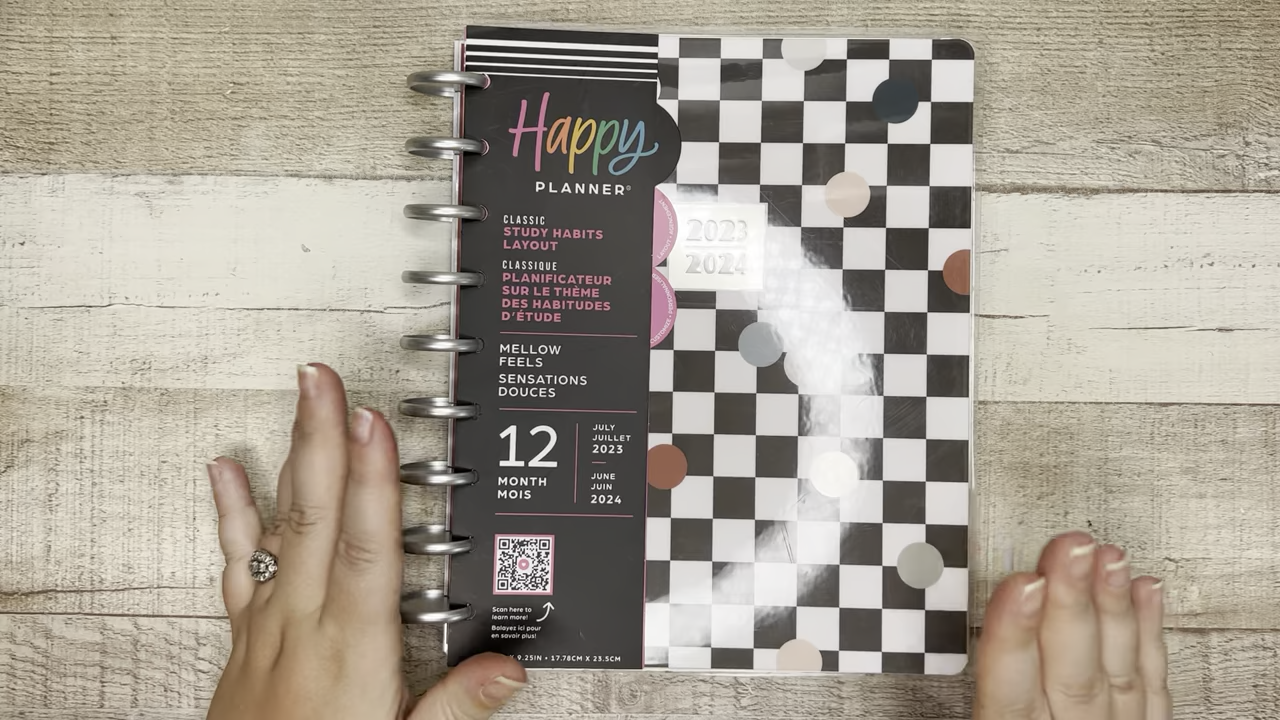 Happy
PLANNER®
CLASSIC
STUDY HABITS
LAYOUT
CLASSIQUE
PLANIFICATEUR
SUR LE THÈME
DES HABITUDES
D'ÉTUDE
MELLOW
FEELS
SENSATIONS
DOUCES
12
MONTH
MOIS
JULY
JUILLET
2023
—
JUNE
JUIN
2024
Scan here to
learn more!
Balayez ici pour
en savoir plus!
9.25IN • 17.78CM X 23.5CM
2023
2024